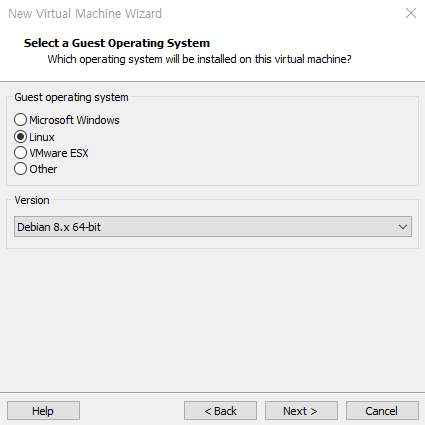 New Virtual Machine Wizard
Select a Guest Operating System
Which operating system will be installed on this virtual machine?
Guest operating system
Microsoft Windows
Linux
VMware ESX
Other
Version
Debian 8.x 64-bit
Help
< Back
Next >
Cancel